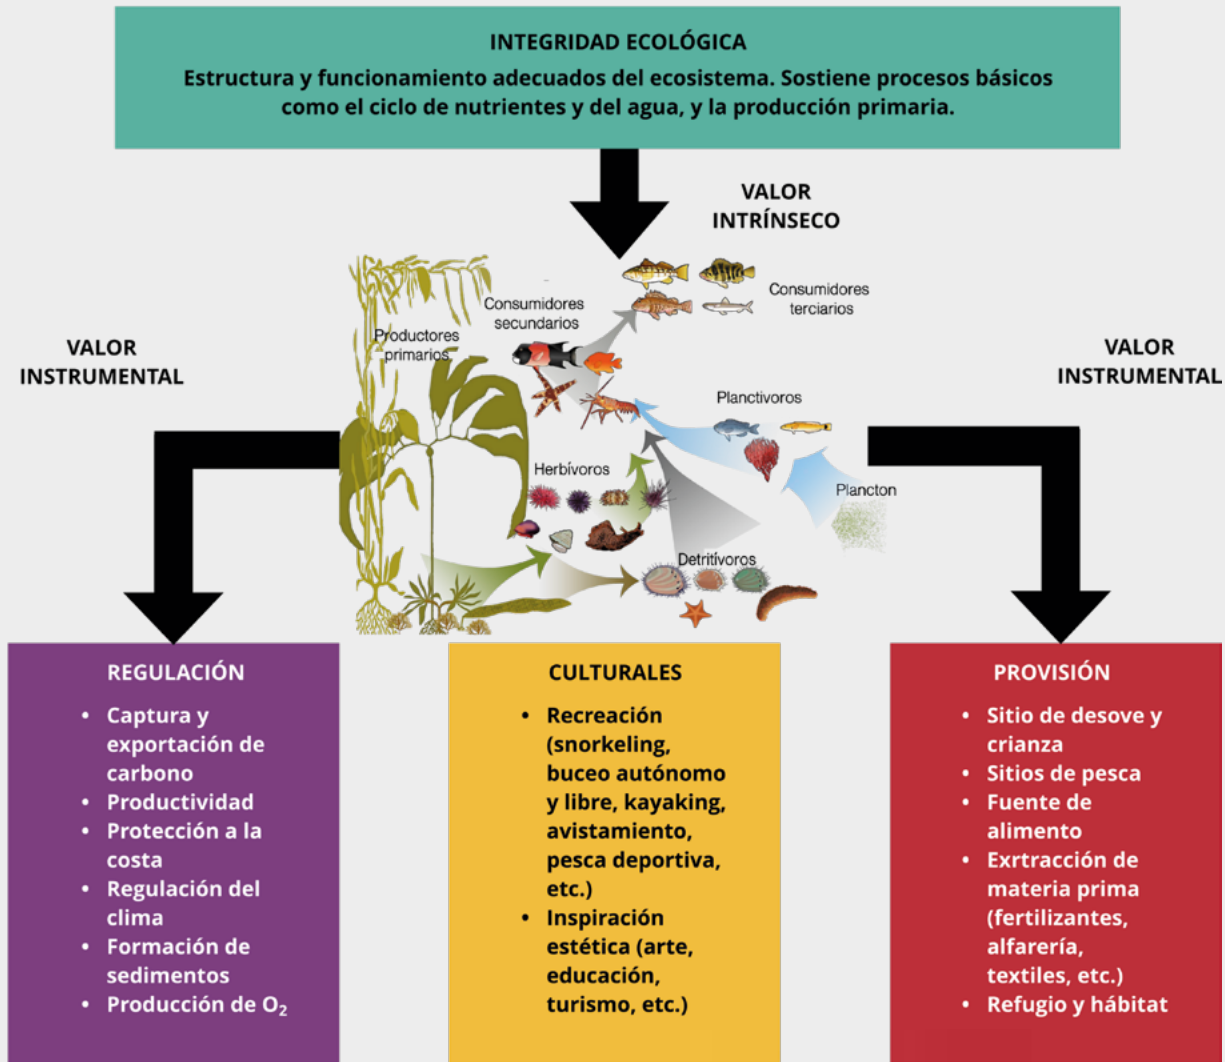 INTEGRIDAD ECOLÓGICA
Estructura y funcionamiento adecuados del ecosistema. Sostiene procesos básicos
como el ciclo de nutrientes y del agua, y la producción primaria.
VALOR
INTRÍNSECO
Consumidores
terciarios
Consumidores
secundarios
Productores
primarios
VALOR
INSTRUMENTAL
VALOR
INSTRUMENTAL
Planctívoros
Herbívoros
Plancton
Detritívoros
REGULACIÓN
• Captura y
exportación de
carbono
• Productividad
• Protección a la
costa
• Regulación del
clima
• Formación de
sedimentos
• Producción de O₂
CULTURALES
• Recreación
(snorkeling,
buceo autónomo
y libre, kayaking,
avistamiento,
pesca deportiva,
etc.)
• Inspiración
estética (arte,
educación,
turismo, etc.)
PROVISIÓN
• Sitio de desove y
crianza
• Sitios de pesca
• Fuente de
alimento
• Exrtracción de
materia prima
(fertilizantes,
alfarería,
textiles, etc.)
• Refugio y hábitat